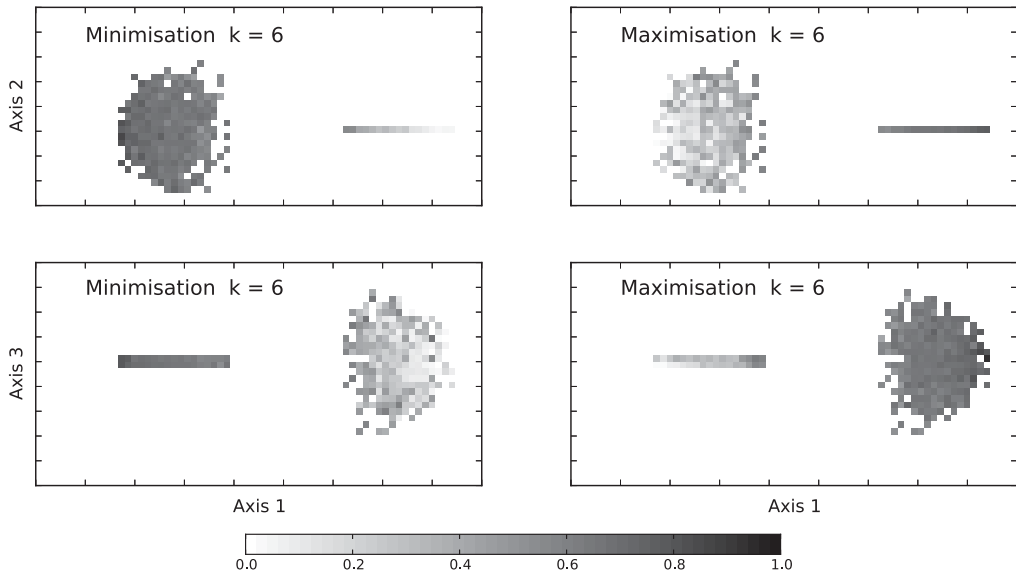 Minimisation k = 6
Maximisation k = 6
Axis 2
Minimisation k = 6
Maximisation k = 6
Axis 3
Axis 1
Axis 1
0.0 0.2 0.4 0.6 0.8 1.0